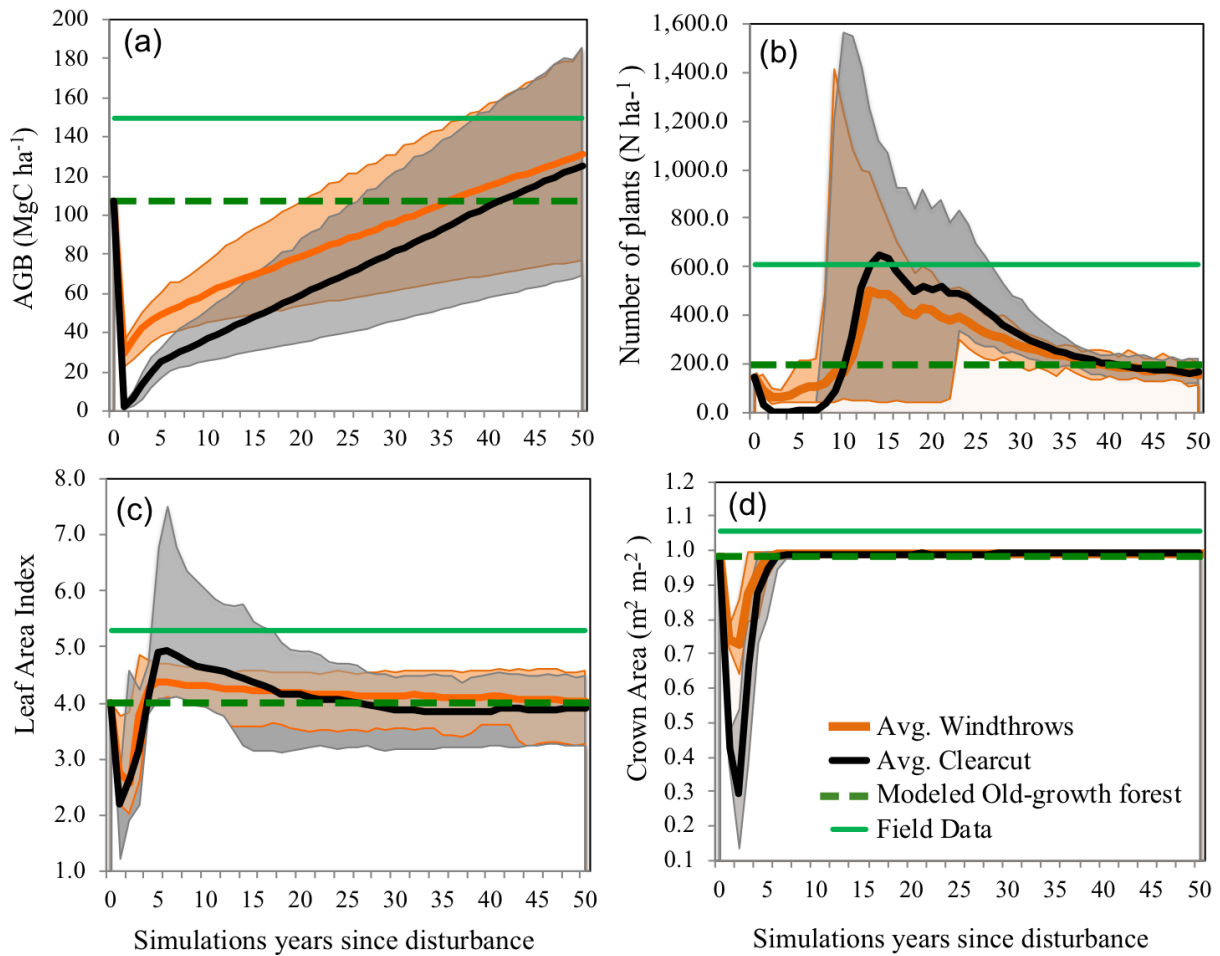 (a)
AGB (MgC ha-1)
200
180
160
140
120
100
80
60
40
20
0
0 5 10 15 20 25 30 35 40 45 50
(b)
Number of plants (N ha-1)
1,600.0
1,400.0
1,200.0
1,000.0
800.0
600.0
400.0
200.0
0.0
0 5 10 15 20 25 30 35 40 45 50
(c)
Leaf Area Index
8.0
7.0
6.0
5.0
4.0
3.0
2.0
1.0
0 5 10 15 20 25 30 35 40 45 50
Simulations years since disturbance
(d)
Crown Area (m2 m-2 )
1.2
1.1
1.0
0.9
0.8
0.7
0.6
0.5
0.4
0.3
0.2
0.1
Avg. Windthrows
Avg. Clearcut
Modeled Old-growth forest
Field Data
0 5 10 15 20 25 30 35 40 45 50
Simulations years since disturbance